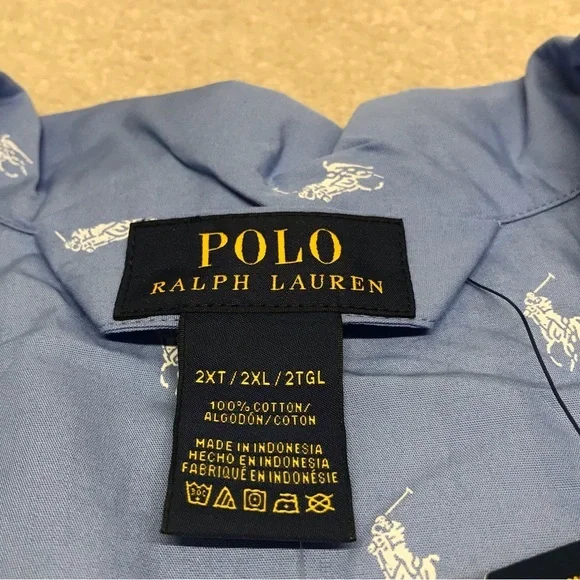 POLO
RALPH LAUREN
2XT/2XL/2TGL
100% COTTON/
ALGODÓN/COTON
MADE IN INDONESIA
HECHO EN INDONESIA
FABRIQUÉ EN INDONÉSIE
30C